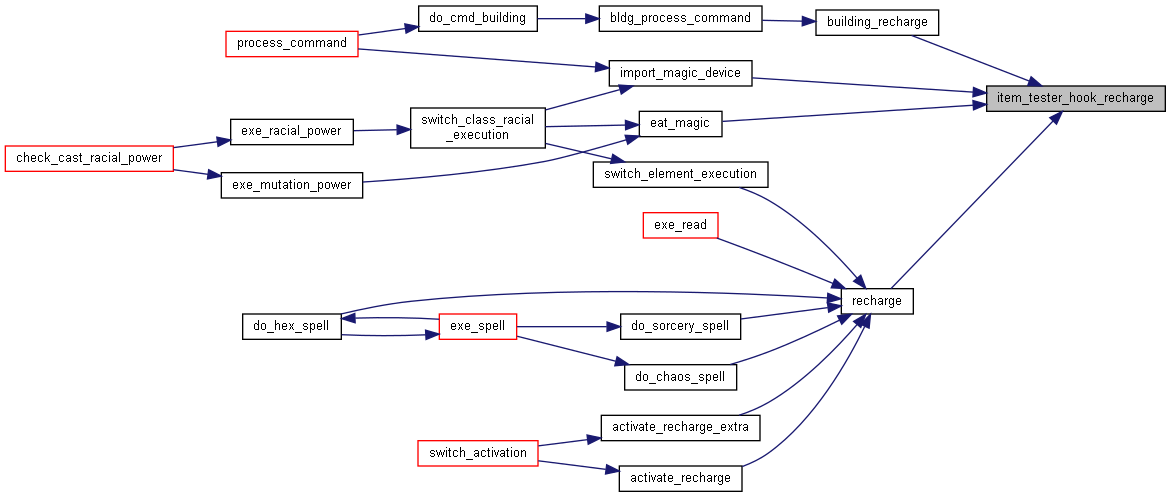 do_cmd_building
bldg_process_command
building_recharge
process_command
import_magic_device
item_tester_hook_recharge
switch_class_racial
_execution
eat_magic
exe_racial_power
check_cast_racial_power
switch_element_execution
exe_mutation_power
exe_read
recharge
do_hex_spell
exe_spell
do_sorcery_spell
do_chaos_spell
activate_recharge_extra
switch_activation
activate_recharge